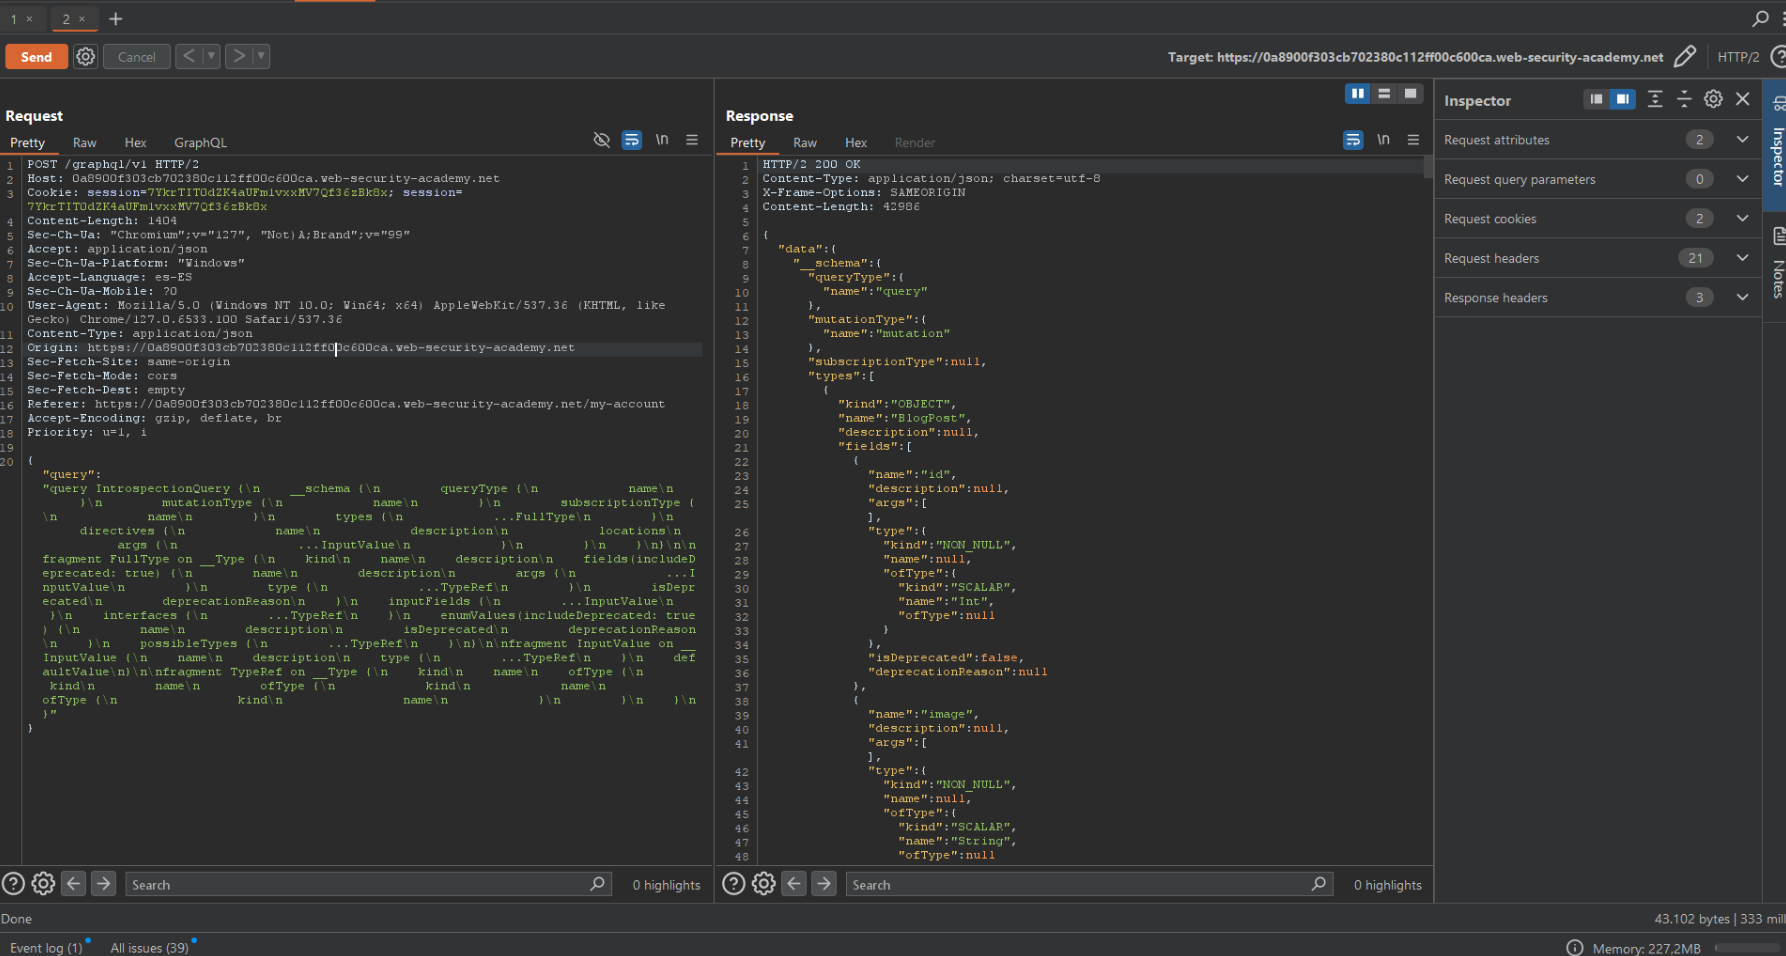 1 ×
2 ×
+
Send
Cancel
<
>
Target: https://0a8900f303cb702380c112ff00c600ca.web-security-academy.net
HTTP/2
Request
Pretty
Raw
Hex
GraphQL
\n
1 POST /graphql/v1 HTTP/2
2 Host: 0a8900f303cb702380c112ff00c600ca.web-security-academy.net
3 Cookie: session=7YkrTIT0dZK4aUFm1vxxMV7Qf36zBk8x; session=
7YkrTIT0dZK4aUFm1vxxMV7Qf36zBk8x
4 Content-Length: 1404
5 Sec-Ch-Ua: "Chromium";v="127", "Not)A;Brand";v="99"
6 Accept: application/json
7 Sec-Ch-Ua-Platform: "Windows"
8 Accept-Language: es-ES
9 Sec-Ch-Ua-Mobile: ?0
10 User-Agent: Mozilla/5.0 (Windows NT 10.0; Win64; x64) AppleWebKit/537.36 (KHTML, like
Gecko) Chrome/127.0.6533.100 Safari/537.36
11 Content-Type: application/json
12 Origin: https://0a8900f303cb702380c112ff00c600ca.web-security-academy.net
13 Sec-Fetch-Site: same-origin
14 Sec-Fetch-Mode: cors
15 Sec-Fetch-Dest: empty
16 Referer: https://0a8900f303cb702380c112ff00c600ca.web-security-academy.net/my-account
17 Accept-Encoding: gzip, deflate, br
18 Priority: u=1, i
19
20 {
"query":
"query IntrospectionQuery {\n    __schema {\n        queryType {\n            name\n
}\n        mutationType {\n            name\n        }\n        subscriptionType {
\n            name\n        }\n        types {\n            ...FullType\n        }\n
directives {\n            name\n            description\n            locations\n
args {\n                ...InputValue\n            }\n        }\n    }\n}\n\n
fragment FullType on __Type {\n    kind\n    name\n    description\n    fields(includeD
eprecated: true) {\n        name\n        description\n        args {\n            ...I
nputValue\n        }\n        type {\n            ...TypeRef\n        }\n        isDepr
ecated\n        deprecationReason\n    }\n    inputFields {\n        ...InputValue\n
}\n    interfaces {\n        ...TypeRef\n    }\n    enumValues(includeDeprecated: true
) {\n        name\n        description\n        isDeprecated\n        deprecationReason
\n    }\n    possibleTypes {\n        ...TypeRef\n    }\n}\n\nfragment InputValue on __
InputValue {\n    name\n    description\n    type {\n        ...TypeRef\n    }\n    def
aultValue\n}\n\nfragment TypeRef on __Type {\n    kind\n    name\n    ofType {\n
kind\n        name\n        ofType {\n            kind\n            name\n
ofType {\n                kind\n                name\n            }\n        }\n    }\n
}"
}
Response
Pretty
Raw
Hex
Render
\n
1 HTTP/2 200 OK
2 Content-Type: application/json; charset=utf-8
3 X-Frame-Options: SAMEORIGIN
4 Content-Length: 42986
5
6 {
7 "data":{
8 "__schema":{
9 "queryType":{
10 "name":"query"
11 },
12 "mutationType":{
13 "name":"mutation"
14 },
15 "subscriptionType":null,
16 "types":[
17 {
18 "kind":"OBJECT",
19 "name":"BlogPost",
20 "description":null,
21 "fields":[
22 {
23 "name":"id",
24 "description":null,
25 "args":[
],
26 "type":{
27 "kind":"NON_NULL",
28 "name":null,
29 "ofType":{
30 "kind":"SCALAR",
31 "name":"Int",
32 "ofType":null
33 }
34 },
35 "isDeprecated":false,
36 "deprecationReason":null
37 },
38 {
39 "name":"image",
40 "description":null,
41 "args":[
],
42 "type":{
43 "kind":"NON_NULL",
44 "name":null,
45 "ofType":{
46 "kind":"SCALAR",
47 "name":"String",
48 "ofType":null
Inspector
Request attributes 2
Request query parameters 0
Request cookies 2
Request headers 21
Response headers 3
Inspector
Notes
Search
0 highlights
Search
0 highlights
Done
43.102 bytes | 333 mill
Event log (1)
All issues (39)
Memory: 227,2MB